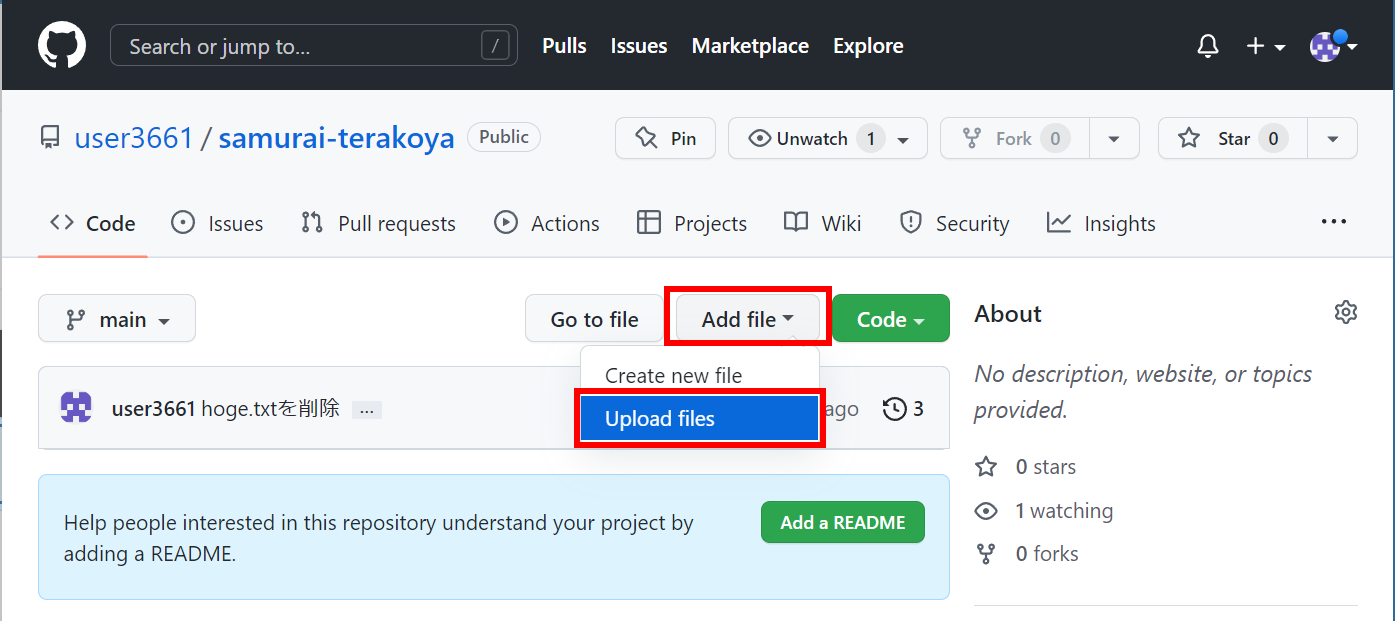 Search or jump to... /
Pulls Issues Marketplace Explore
user3661 / samurai-terakoya Public
Pin Unwatch 1 Fork 0 Star 0
Code Issues Pull requests Actions Projects Wiki Security Insights ...
main Go to file Add file Code
Create new file
Upload files
user3661 hoge.txtを削除 ... ago 3
Help people interested in this repository understand your project by
adding a README.
Add a README
About
No description, website, or topics
provided.
0 stars
1 watching
0 forks